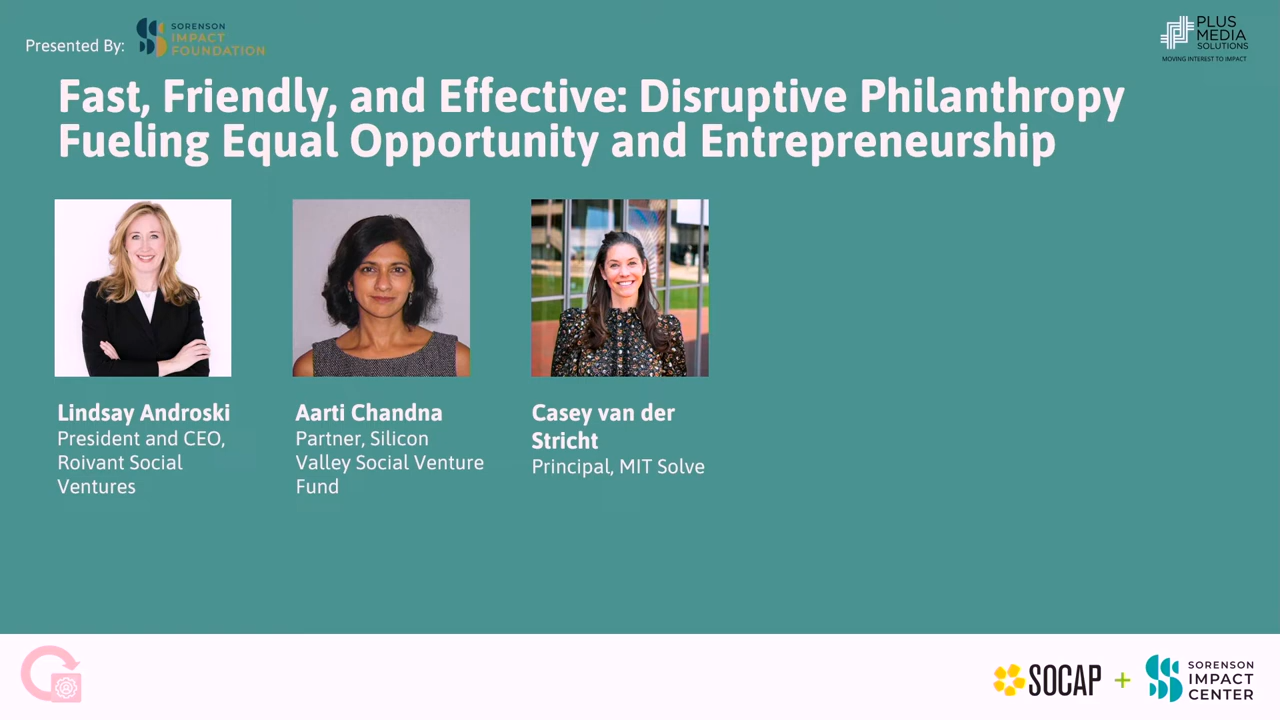 Presented By:
SORENSON
IMPACT
FOUNDATION
PLUS
MEDIA
SOLUTIONS
MOVING INTEREST TO IMPACT
Fast, Friendly, and Effective: Disruptive Philanthropy
Fueling Equal Opportunity and Entrepreneurship
Lindsay Androski
President and CEO,
Roivant Social
Ventures
Aarti Chandna
Partner, Silicon
Valley Social Venture
Fund
Casey van der
Stricht
Principal, MIT Solve
SOCAP + SORENSON
IMPACT
CENTER